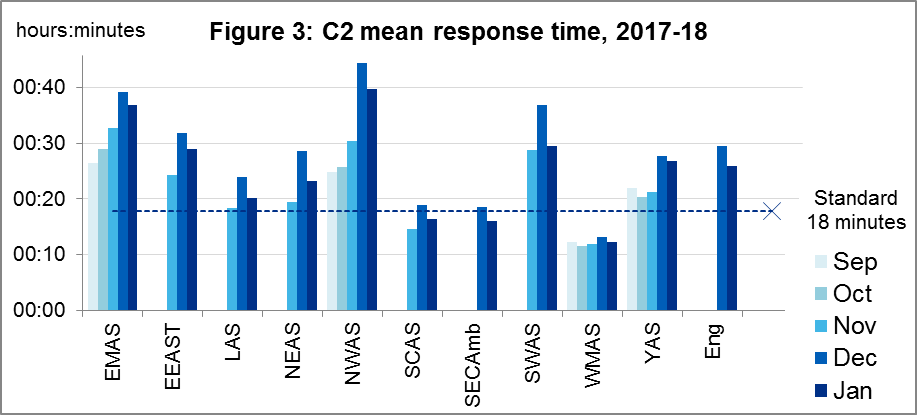 hours:minutes
Figure 3: C2 mean response time, 2017-18
00:40
00:30
00:20
00:10
00:00
EMAS
EEAST
LAS
NEAS
NWAS
SCAS
SECAmb
SWAS
WMAS
YAS
Eng
Standard
18 minutes
Sep
Oct
Nov
Dec
Jan